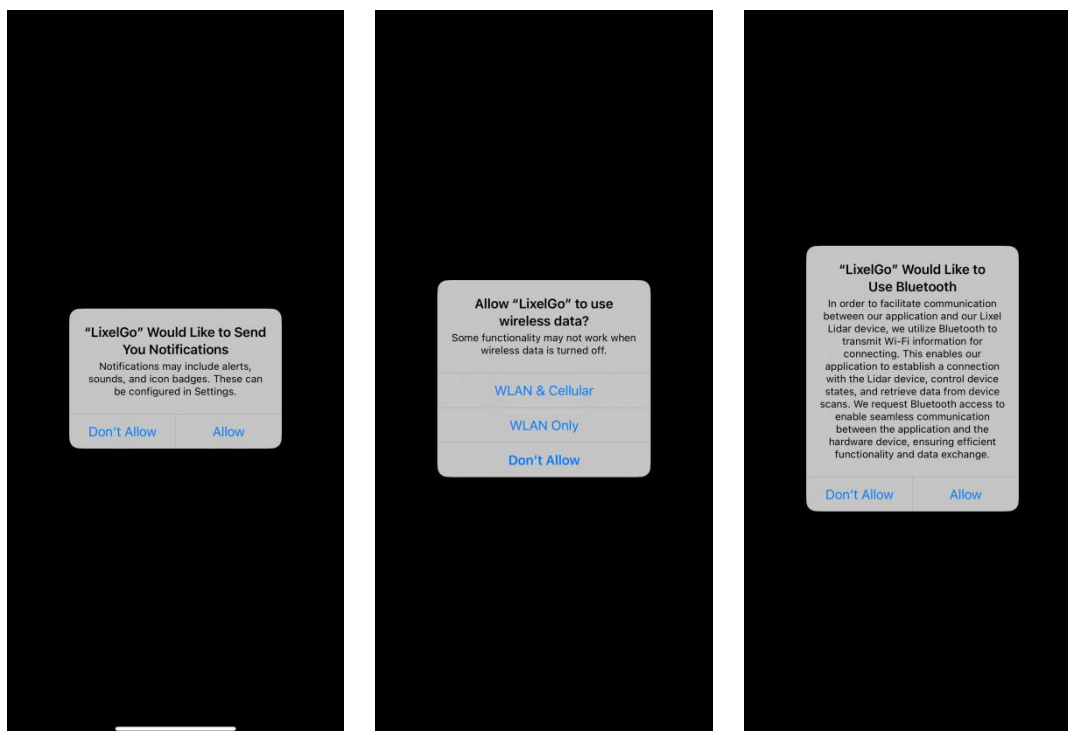 “LixelGo” Would Like to Send
You Notifications
Notifications may include alerts,
sounds, and icon badges. These can
be configured in Settings.
Don’t Allow
Allow
Allow “LixelGo” to use
wireless data?
Some functionality may not work when
wireless data is turned off.
WLAN & Cellular
WLAN Only
Don’t Allow
“LixelGo” Would Like to
Use Bluetooth
In order to facilitate communication
between our application and our Lixel
Lidar device, we utilize Bluetooth to
transmit Wi-Fi information for
connecting. This enables our
application to establish a connection
with the Lidar device, control device
states, and retrieve data from device
scans. We request Bluetooth access to
enable seamless communication
between the application and the
hardware device, ensuring efficient
functionality and data exchange.
Don’t Allow
Allow